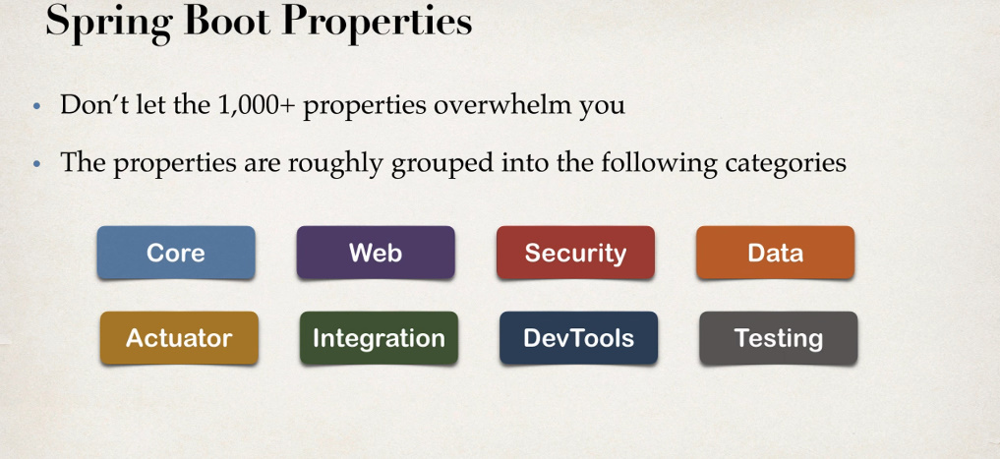 Spring Boot Properties
• Don’t let the 1,000+ properties overwhelm you
• The properties are roughly grouped into the following categories
Core Web Security Data
Actuator Integration DevTools Testing